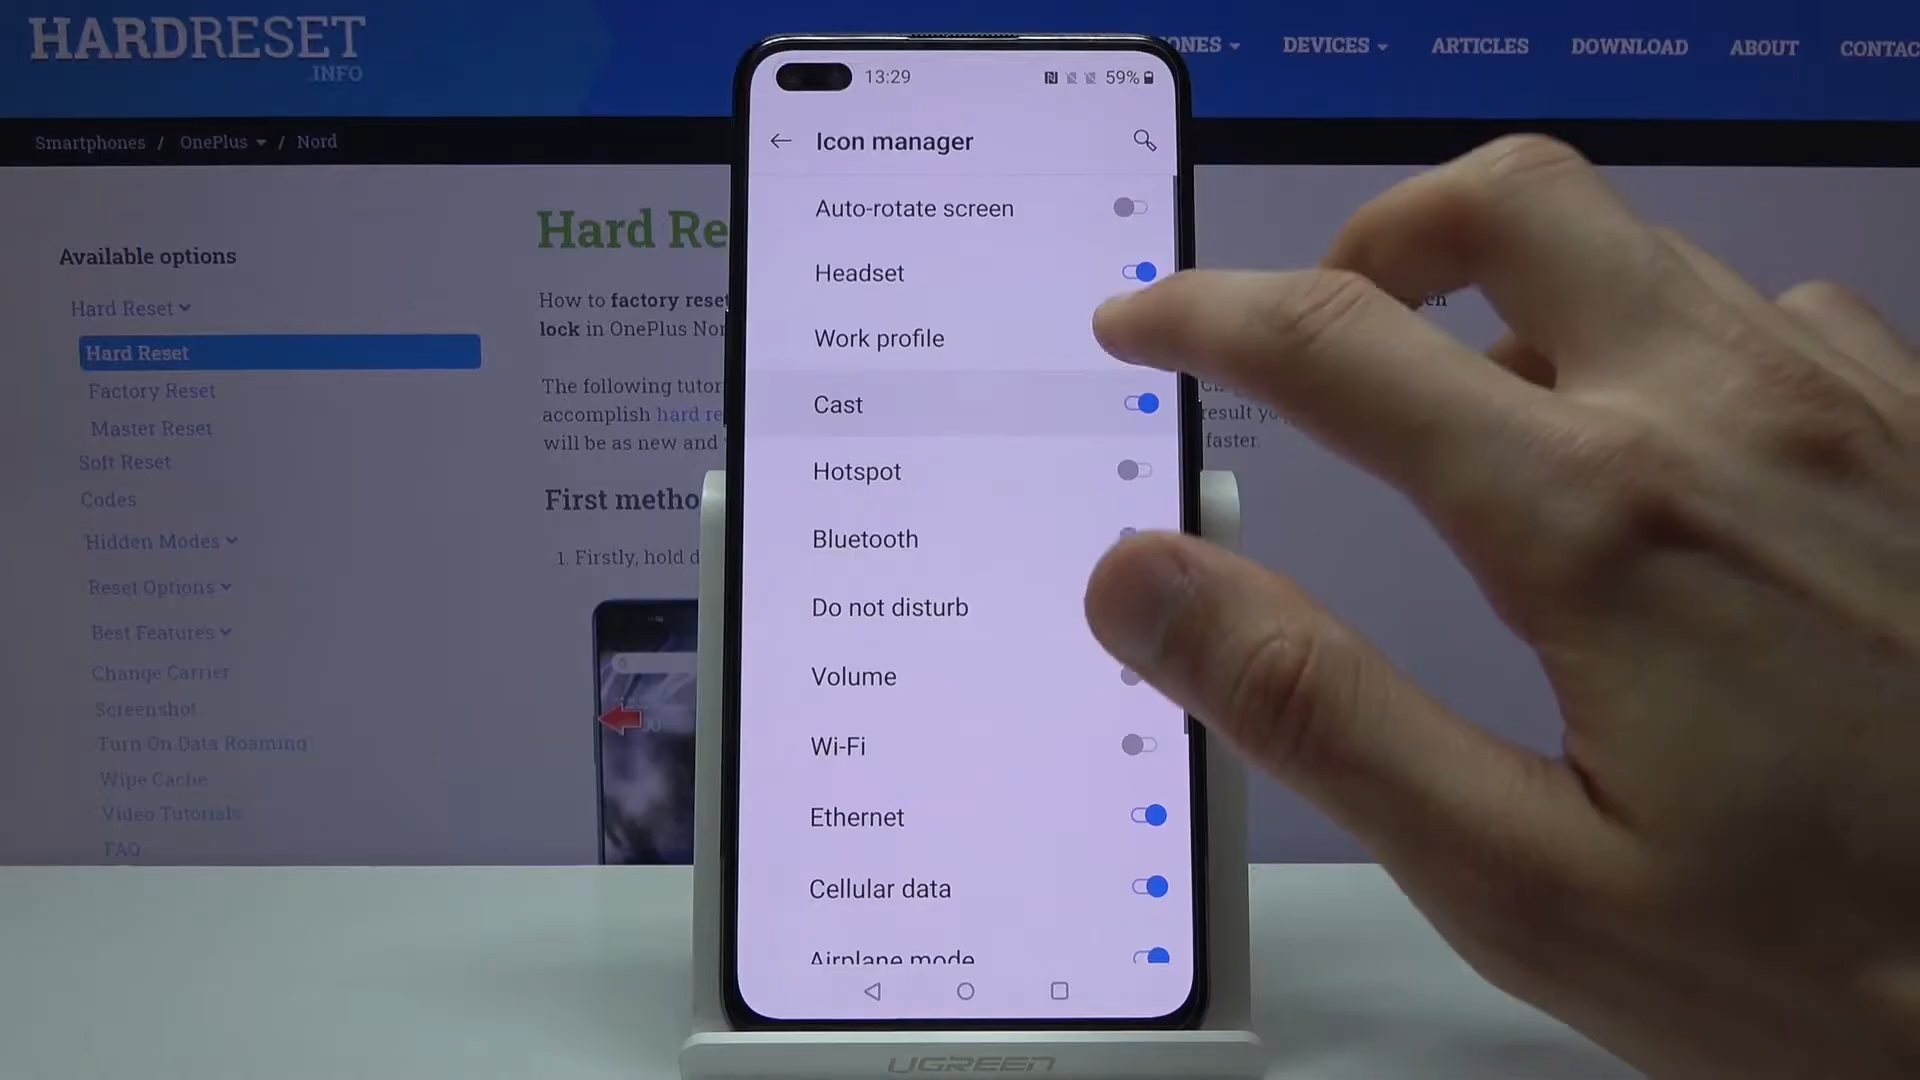 HARDRESET
.INFO
DEVICES
ARTICLES
DOWNLOAD
ABOUT
Smartphones / OnePlus / Nord
Available options
Hard Reset
Hard Reset
Factory Reset
Master Reset
Soft Reset
Codes
Hidden Modes
Reset Options
Best Features
Change Carrier
Screenshot
Turn On Data Roaming
Wipe Cache
Video Tutorials
FAQ
Hard Re
How to factory reset
lock in OnePlus Nor
The following tutor
accomplish hard re
will be as new and
result yo
faster
First metho
1. Firstly, hold d
13:29
59%
Icon manager
Auto-rotate screen
Headset
Work profile
Cast
Hotspot
Bluetooth
Do not disturb
Volume
Wi-Fi
Ethernet
Cellular data
Airplane mode
UGREEN